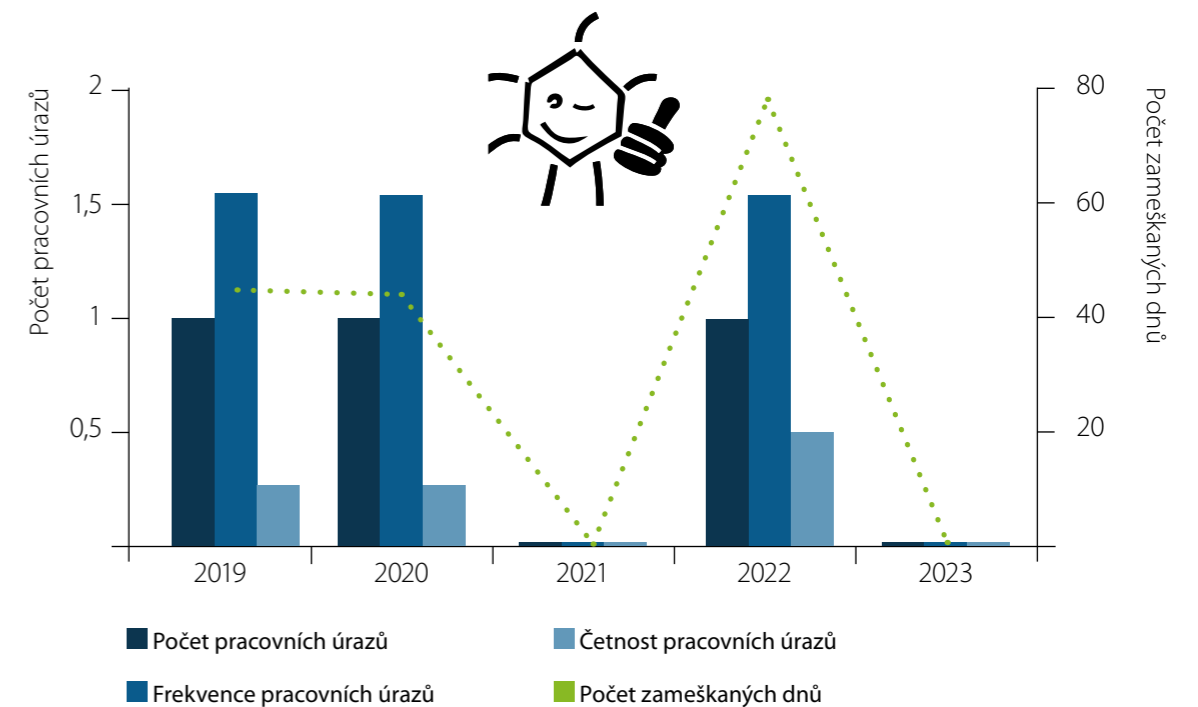 Počet pracovních úrazů
2
1,5
1
0,5
80
60
40
20
Počet zameškaných dnů
2019
2020
2021
2022
2023
Počet pracovních úrazů
Četnost pracovních úrazů
Frekvence pracovních úrazů
Počet zameškaných dnů